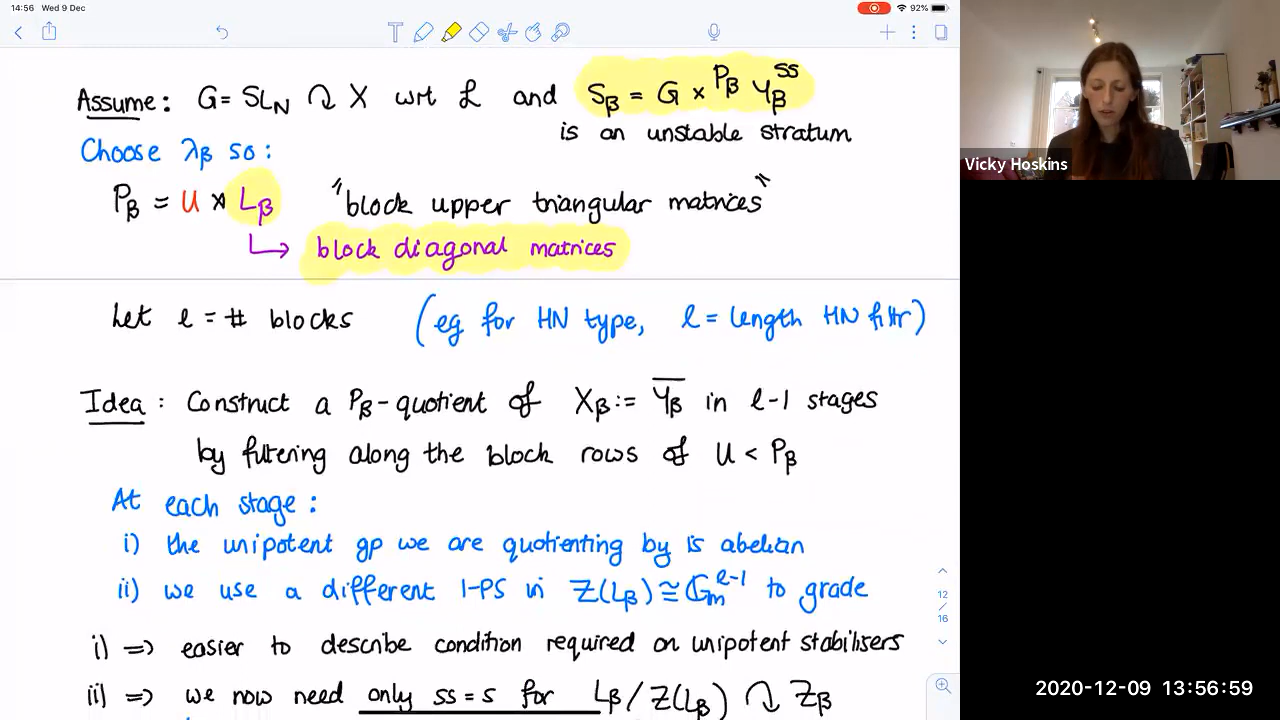 14:56 Wed 9 Dec
92%
Assume: G = SL_N ↷ X wrt ℒ and S_β = G ×^{P_β} Y_β^{ss}
is an unstable stratum
Choose λ_β so:
P_β = U ⋊ L_β "block upper triangular matrices"
↳ block diagonal matrices
Let ℓ = # blocks (eg for HN type, ℓ = length HN filtr)
Idea: Construct a P_β-quotient of X_β := \overline{Y_β} in ℓ-1 stages
by filtering along the block rows of U < P_β
At each stage:
i) the unipotent gp we are quotienting by is abelian
ii) we use a different 1-PS in Z(L_β) ≅ 𝔾_m^{ℓ-1} to grade
i) => easier to describe condition required on unipotent stabilisers
ii) => we now need only ss = s for L_β/Z(L_β) ↷ Z_β
12
/
16
Vicky Hoskins
2020-12-09 13:56:59